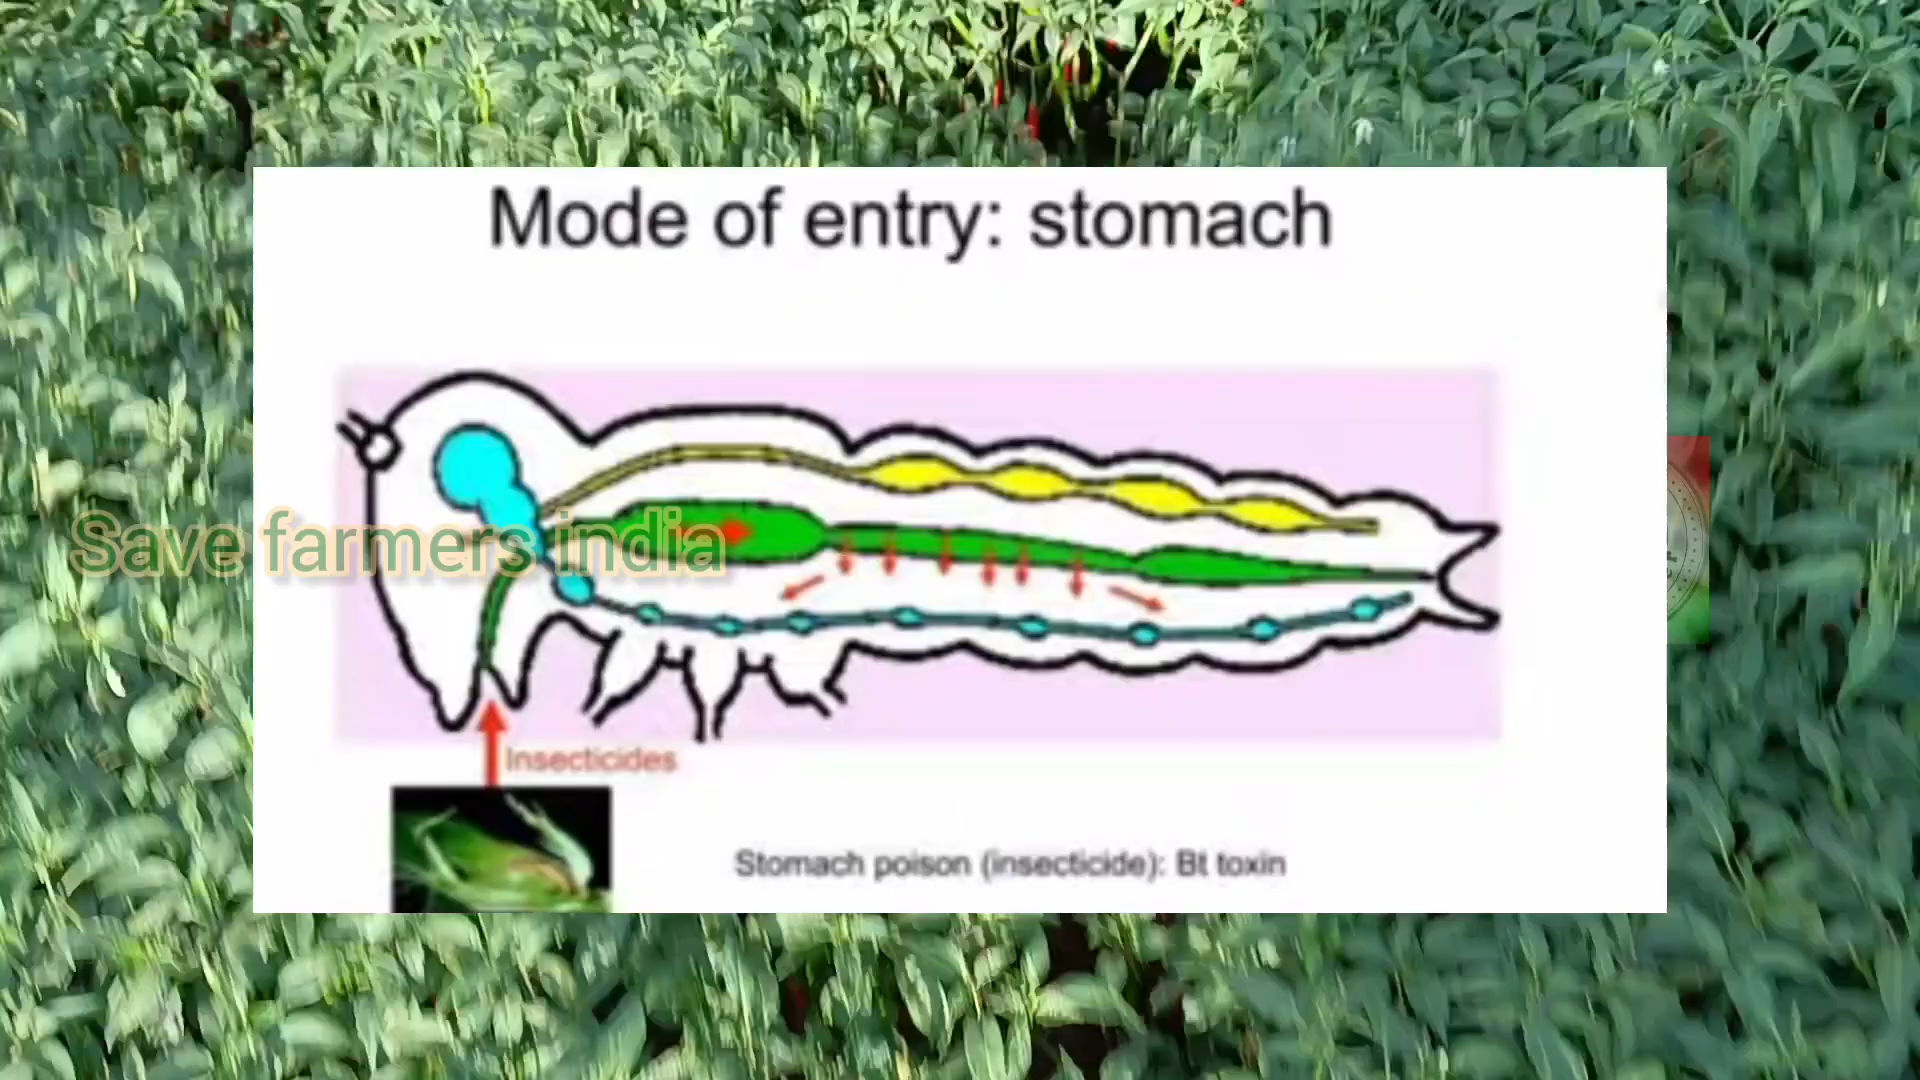 Mode of entry: stomach
Save farmers india
Insecticides
Stomach poison (insecticide): Bt toxin